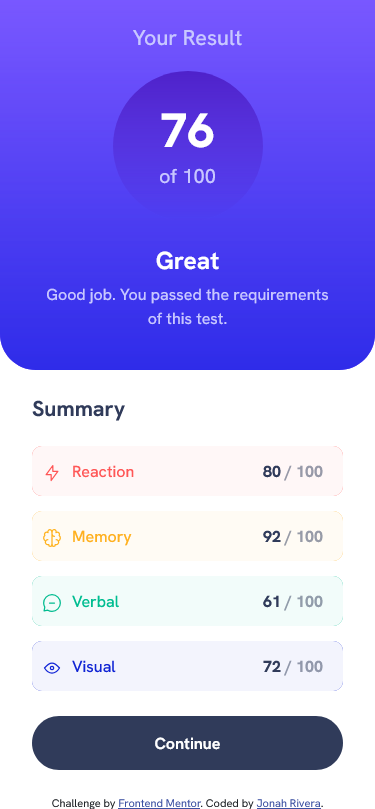 Your Result
76
of 100
Great
Good job. You passed the requirements
of this test.
Summary
Reaction 80 / 100
Memory 92 / 100
Verbal 61 / 100
Visual 72 / 100
Continue
Challenge by Frontend Mentor. Coded by Jonah Rivera.